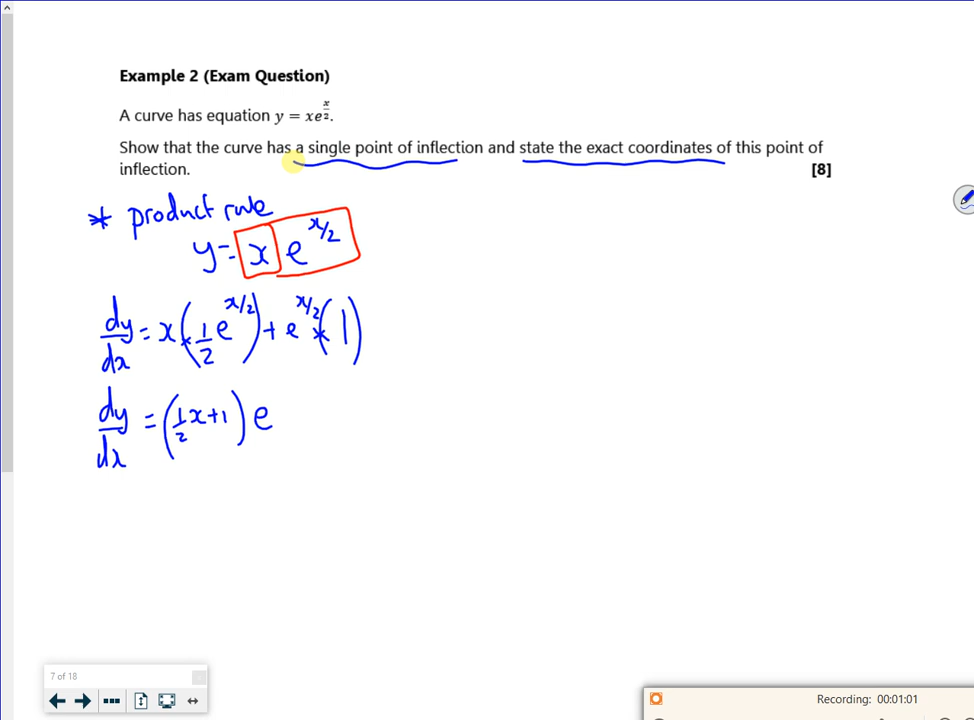 Example 2 (Exam Question)
A curve has equation y = xe^(x/2).
Show that the curve has a single point of inflection and state the exact coordinates of this point of
inflection. [8]
* product rule
y = x e^(x/2)
dy/dx = x(1/2 e^(x/2)) + e^(x/2)(1)
dy/dx = (1/2 x+1) e
7 of 18
Recording: 00:01:01